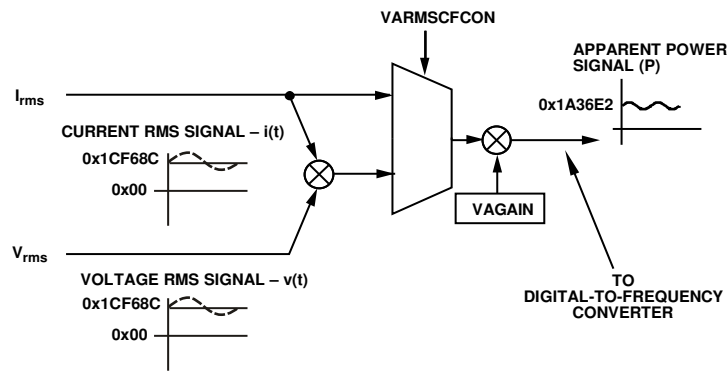 VARMSCFCON
APPARENT POWER
SIGNAL (P)
0x1A36E2
Irms
CURRENT RMS SIGNAL – i(t)
0x1CF68C
0x00
VAGAIN
Vrms
VOLTAGE RMS SIGNAL – v(t)
0x1CF68C
0x00
TO
DIGITAL-TO-FREQUENCY
CONVERTER